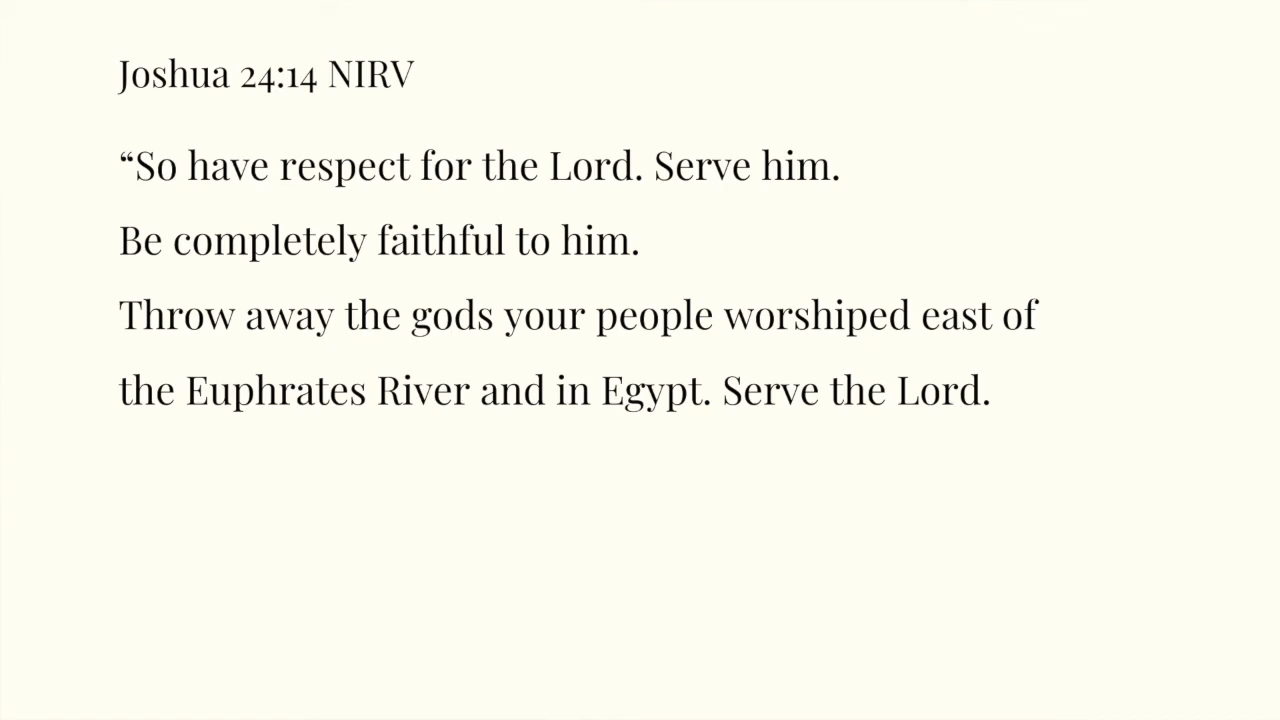 Joshua 24:14 NIRV
“So have respect for the Lord. Serve him.
Be completely faithful to him.
Throw away the gods your people worshiped east of
the Euphrates River and in Egypt. Serve the Lord.